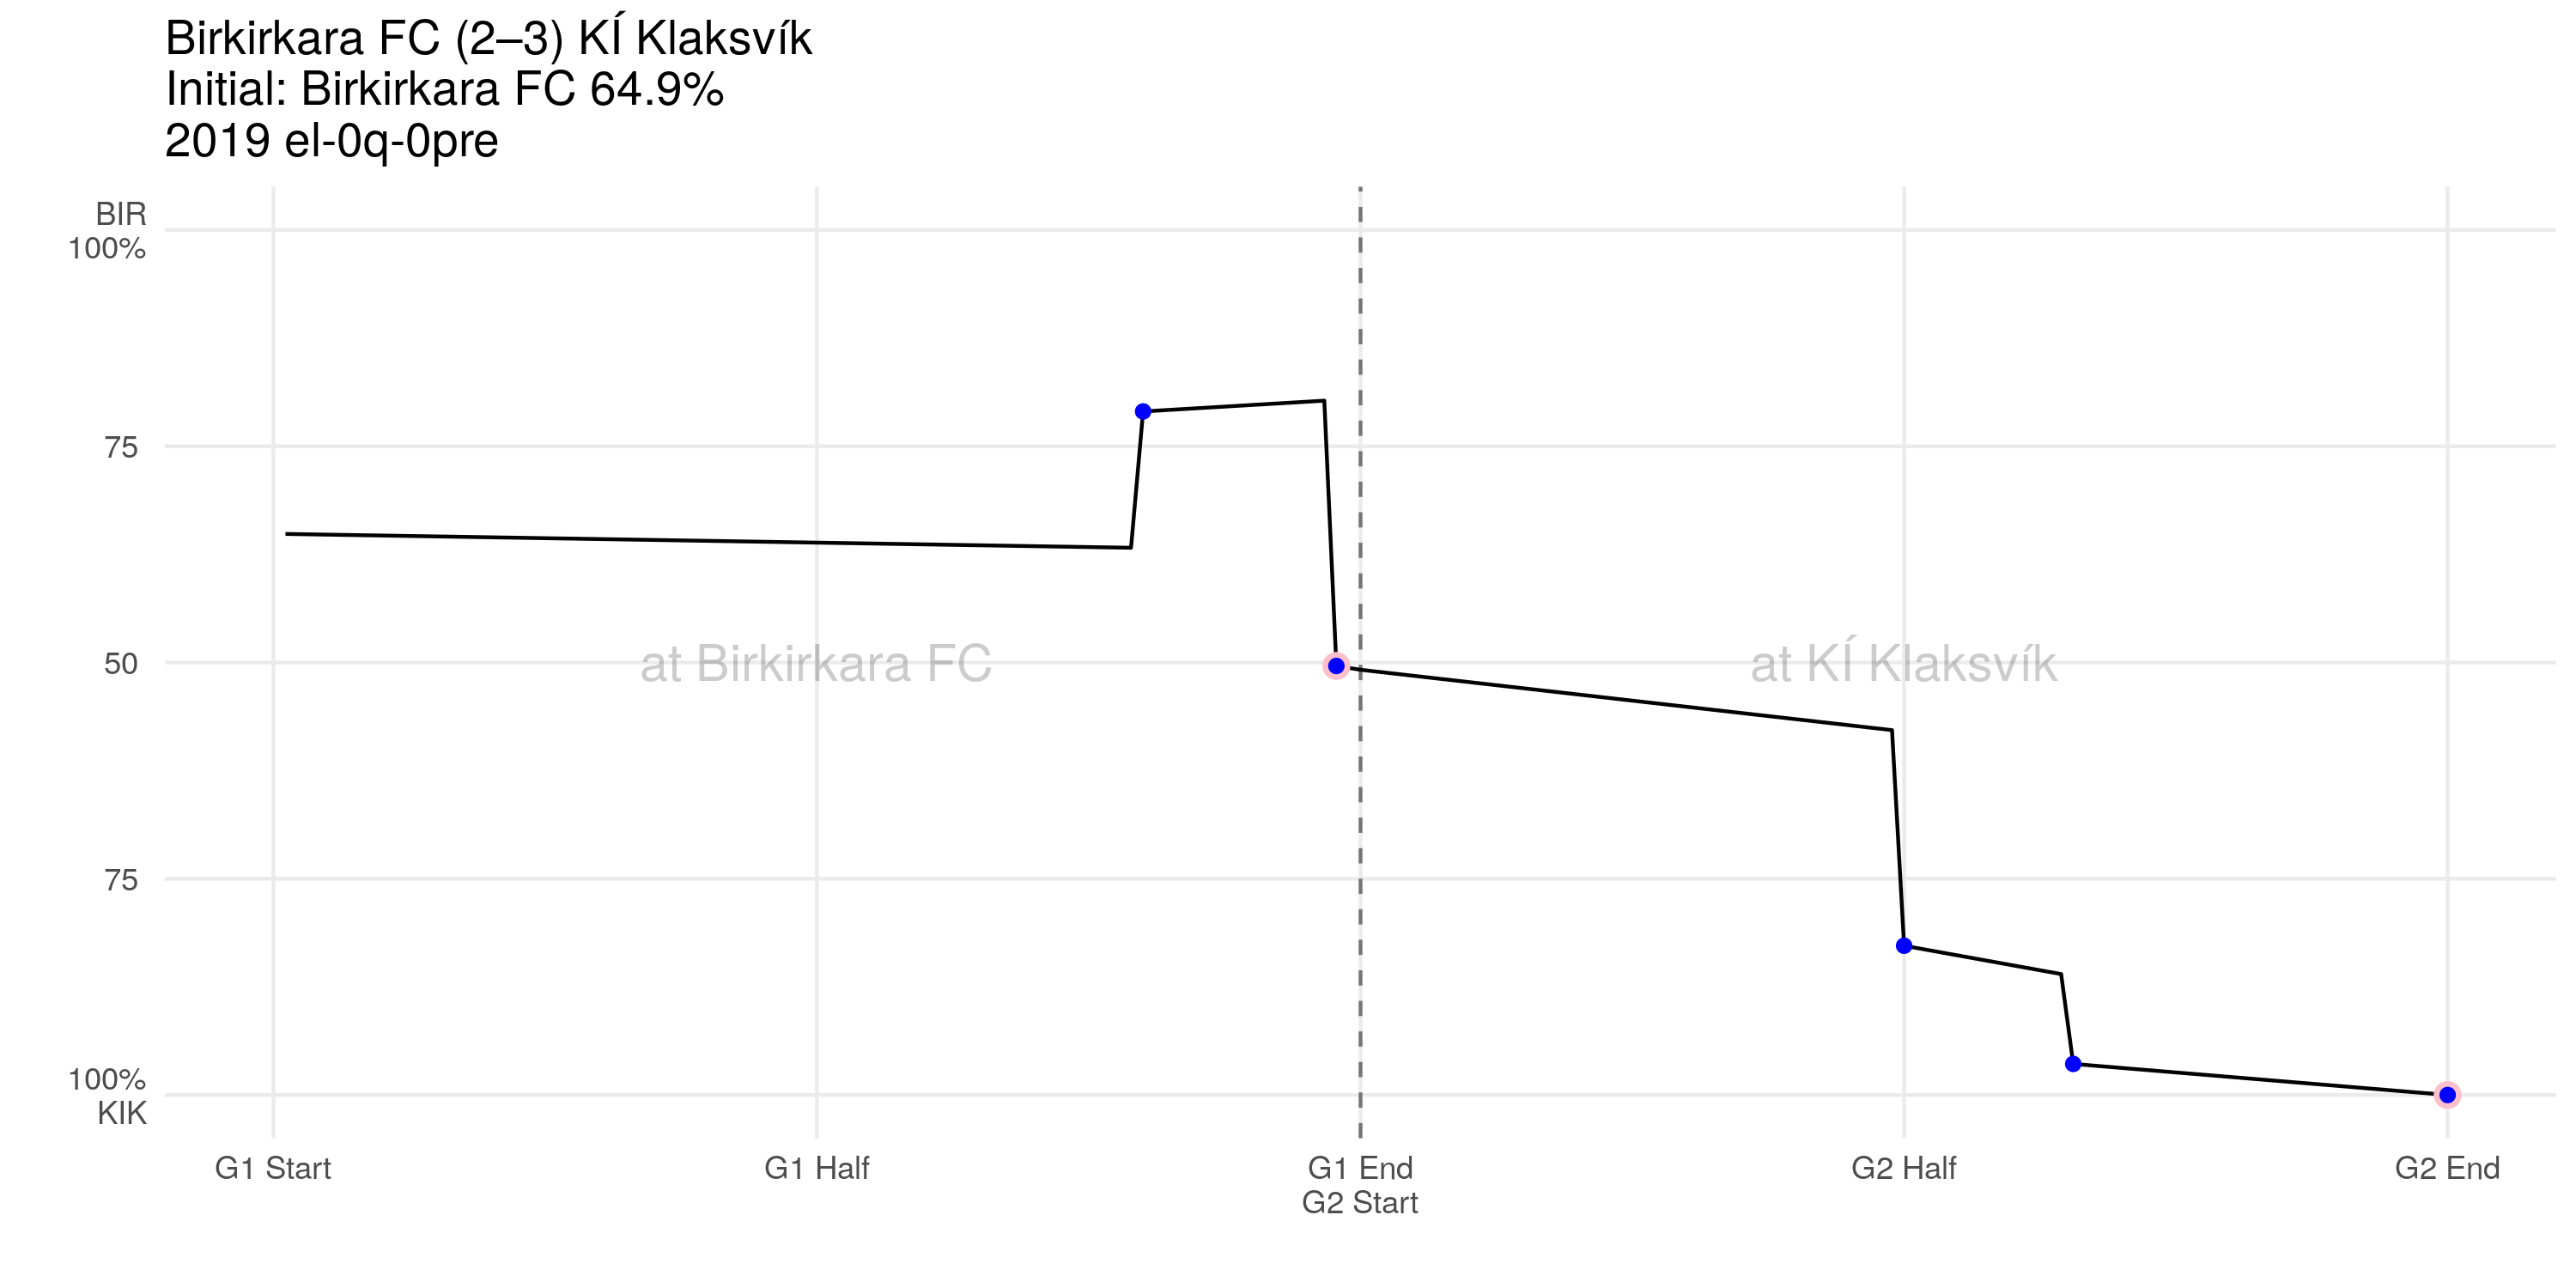 Birkirkara FC (2–3) KÍ Klaksvík
Initial: Birkirkara FC 64.9%
2019 el-0q-0pre
BIR
100%
75
50
75
100%
KIK
at Birkirkara FC
at KÍ Klaksvík
G1 Start
G1 Half
G1 End
G2 Start
G2 Half
G2 End